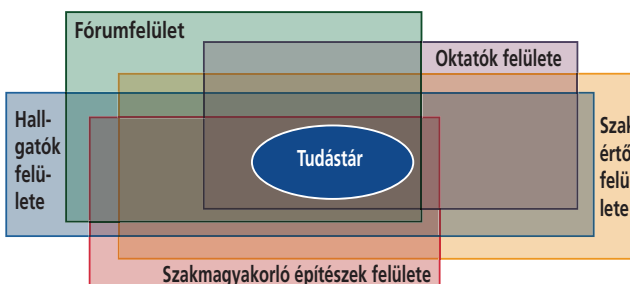 Fórumfelület
Oktatók felülete
Hall-
gatók
felü-
lete
Tudástár
Szak
értő
felü
lete
Szakmagyakorló építészek felülete